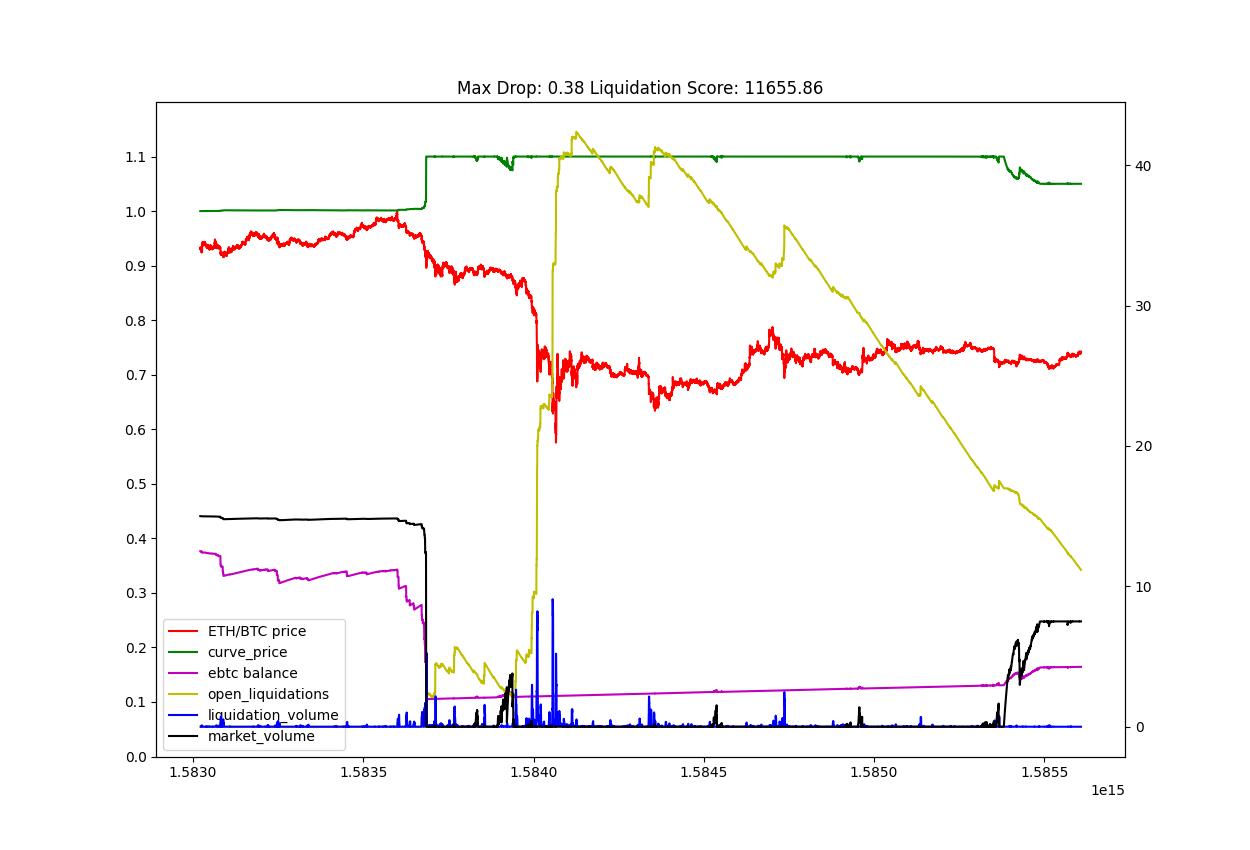 Max Drop: 0.38 Liquidation Score: 11655.86
1.1
1.0
0.9
0.8
0.7
0.6
0.5
0.4
0.3
0.2
0.1
0.0
40
30
20
10
0
ETH/BTC price
curve_price
ebtc balance
open_liquidations
liquidation_volume
market_volume
1.5830 1.5835 1.5840 1.5845 1.5850 1.5855
1e15